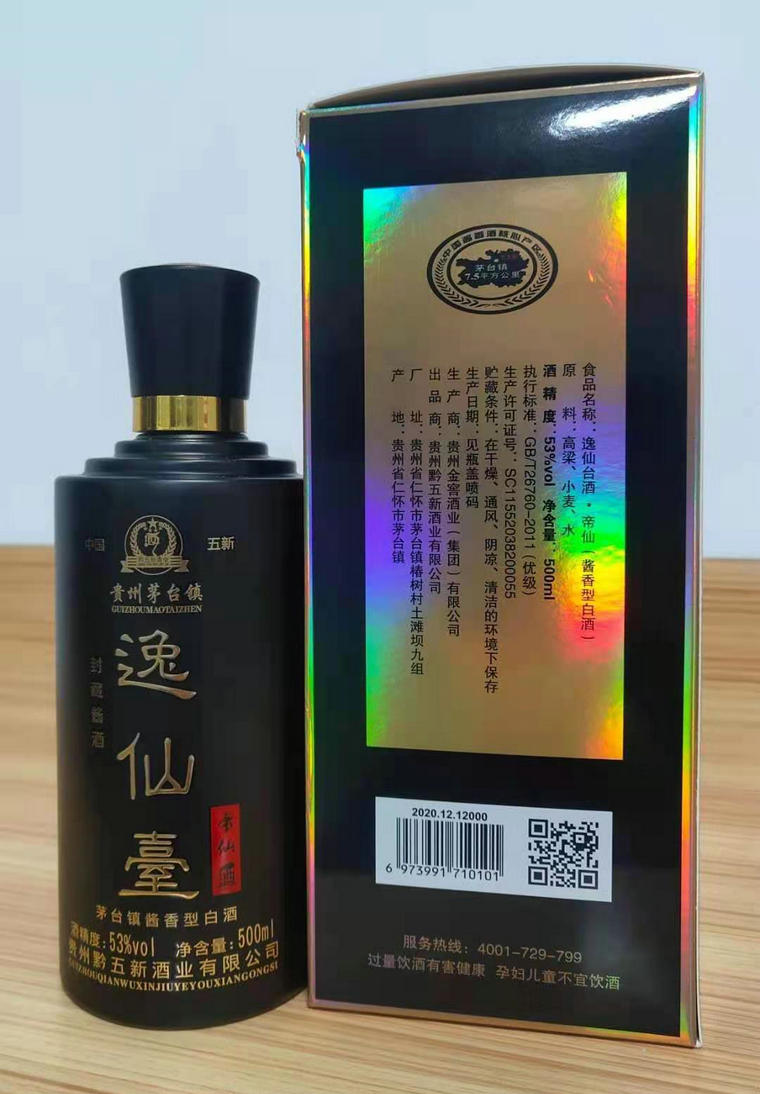 中国
五新
酒
贵州茅台镇
GUIZHOUMAOTAIZHEN
封藏酱酒
逸仙臺
帝仙
酒
茅台镇酱香型白酒
酒精度:53%vol 净含量:500ml
贵州黔五新酒业有限公司
GUIZHOUQIANWUXINJIUYEYOUXIANGONGSI
中国酱香酒核心产区
茅台镇
7.5平方公里
食品名称:逸仙台酒·帝仙(酱香型白酒)
原料:高粱、小麦、水
酒精度:53%vol 净含量:500ml
执行标准:GB/T26760-2011(优级)
生产许可证号:SC11552038200055
贮藏条件:在干燥、通风、阴凉、清洁的环境下保存
生产日期:见瓶盖喷码
生产商:贵州金窖酒业(集团)有限公司
出品商:贵州黔五新酒业有限公司
厂址:贵州省仁怀市茅台镇椿树村土滩坝九组
产地:贵州省仁怀市茅台镇
2020.12.12000
6 973991 710101
服务热线:4001-729-799
过量饮酒有害健康 孕妇儿童不宜饮酒